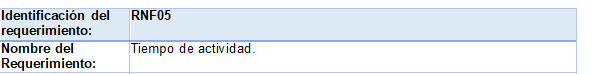 Identificación del RNF05
requerimiento:
Nombre del Tiempo de actividad.
Requerimiento: